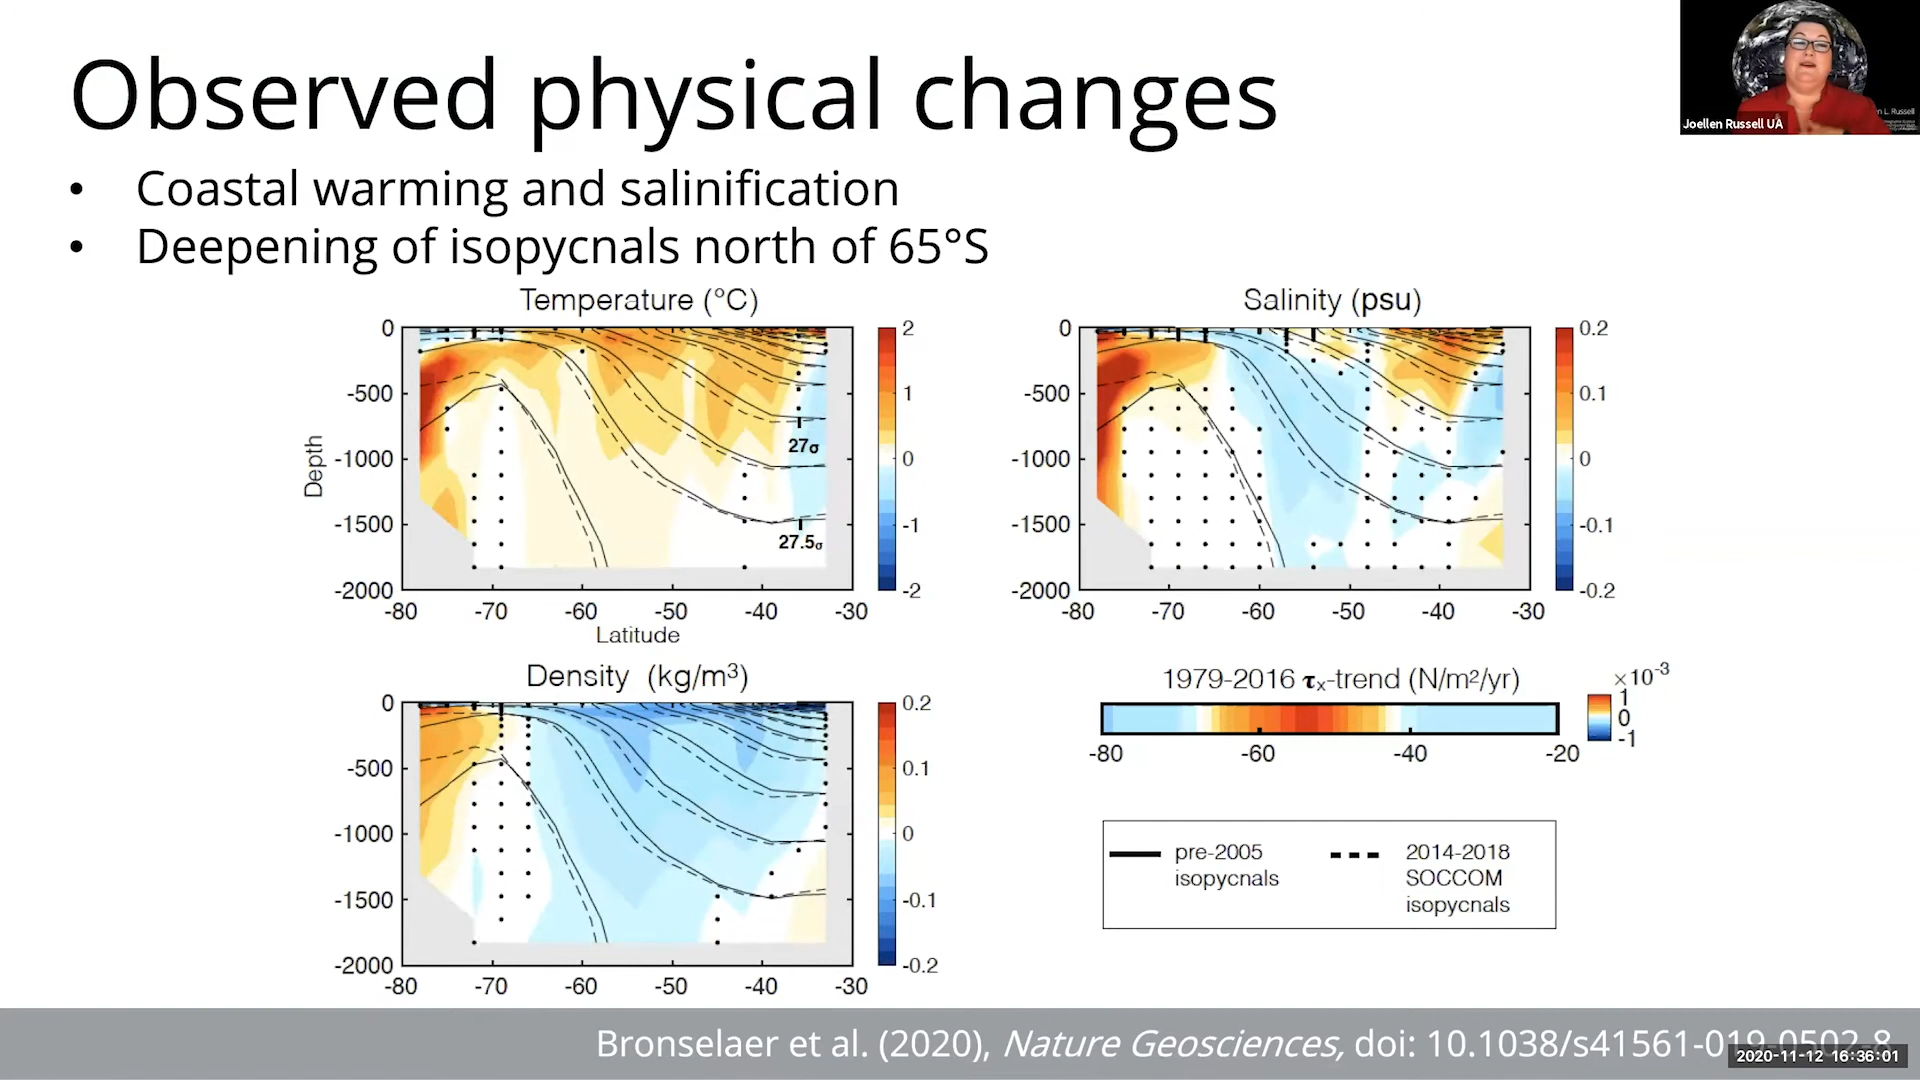 Observed physical changes
• Coastal warming and salinification
• Deepening of isopycnals north of 65°S
Joellen Russell UA
n L. Russell
Temperature (°C)
0
-500
-1000
-1500
-2000
Depth
-80 -70 -60 -50 -40 -30
Latitude
2
1
0
-1
-2
27σ
27.5σ
Salinity (psu)
0
-500
-1000
-1500
-2000
-80 -70 -60 -50 -40 -30
0.2
0.1
0
-0.1
-0.2
Density (kg/m³)
0
-500
-1000
-1500
-2000
-80 -70 -60 -50 -40 -30
0.2
0.1
0
-0.1
-0.2
1979-2016 τₓ-trend (N/m²/yr)
×10⁻³
1
0
-1
-80 -60 -40 -20
pre-2005
isopycnals
2014-2018
SOCCOM
isopycnals
Bronselaer et al. (2020), Nature Geosciences, doi: 10.1038/s41561-019-0502-8
2020-11-12 16:36:01